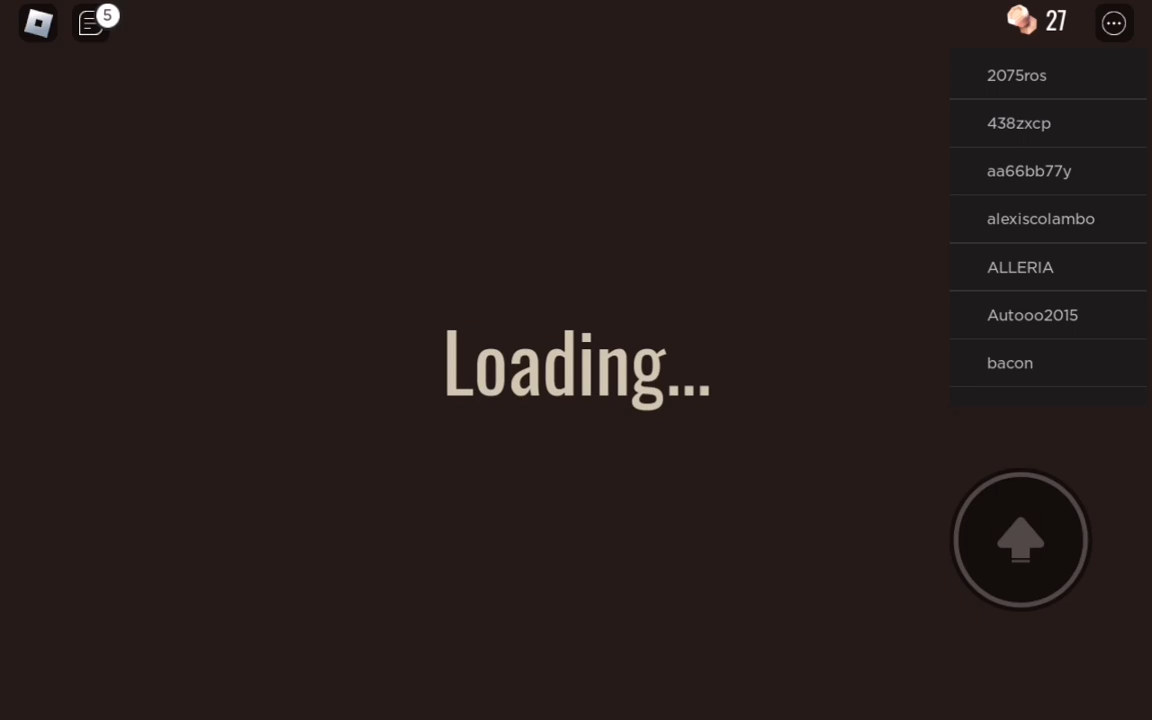 5
27
2075ros
438zxcp
aa66bb77y
alexiscolambo
ALLERIA
Autooo2015
bacon
Loading...